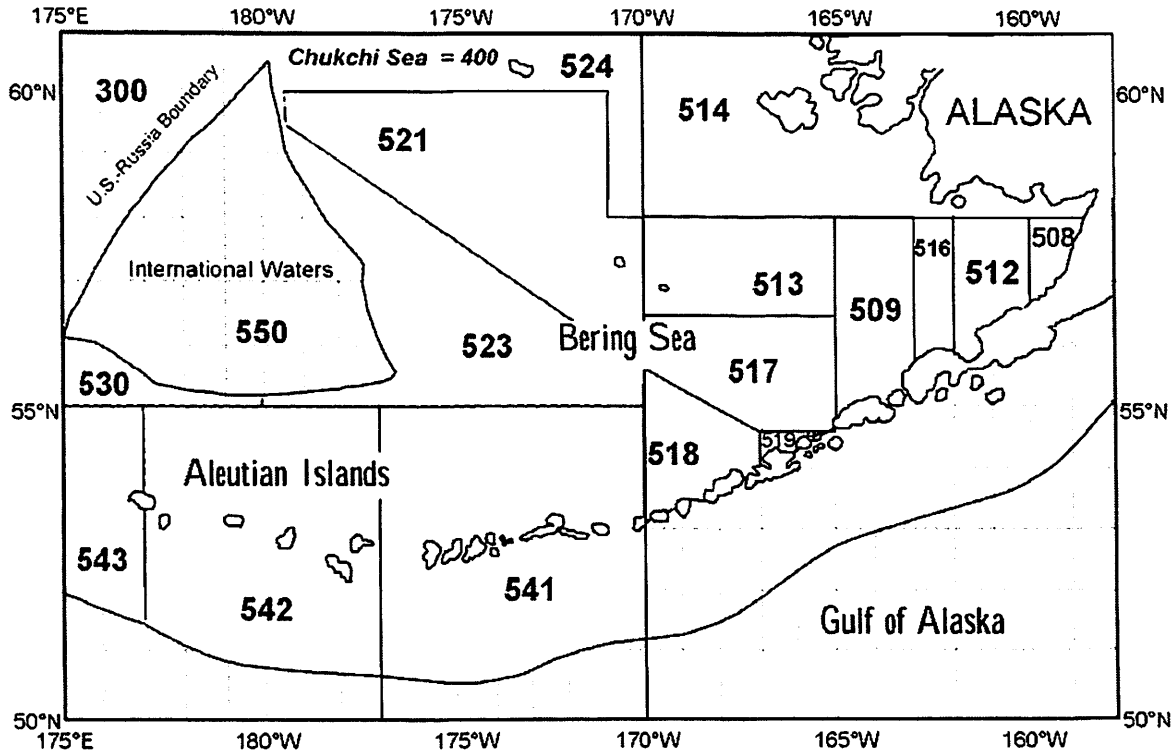 175°E 180°W 175°W 170°W 165°W 160°W
Chukchi Sea = 400
524
300
60°N
60°N
514
ALASKA
521
U.S.-Russia Boundary
508
516
International Waters
513
512
509
550
523
Bering Sea
530
517
55°N
55°N
519
518
Aleutian Islands
543
542
541
Gulf of Alaska
50°N
50°N
175°E 180°W 175°W 170°W 165°W 160°W